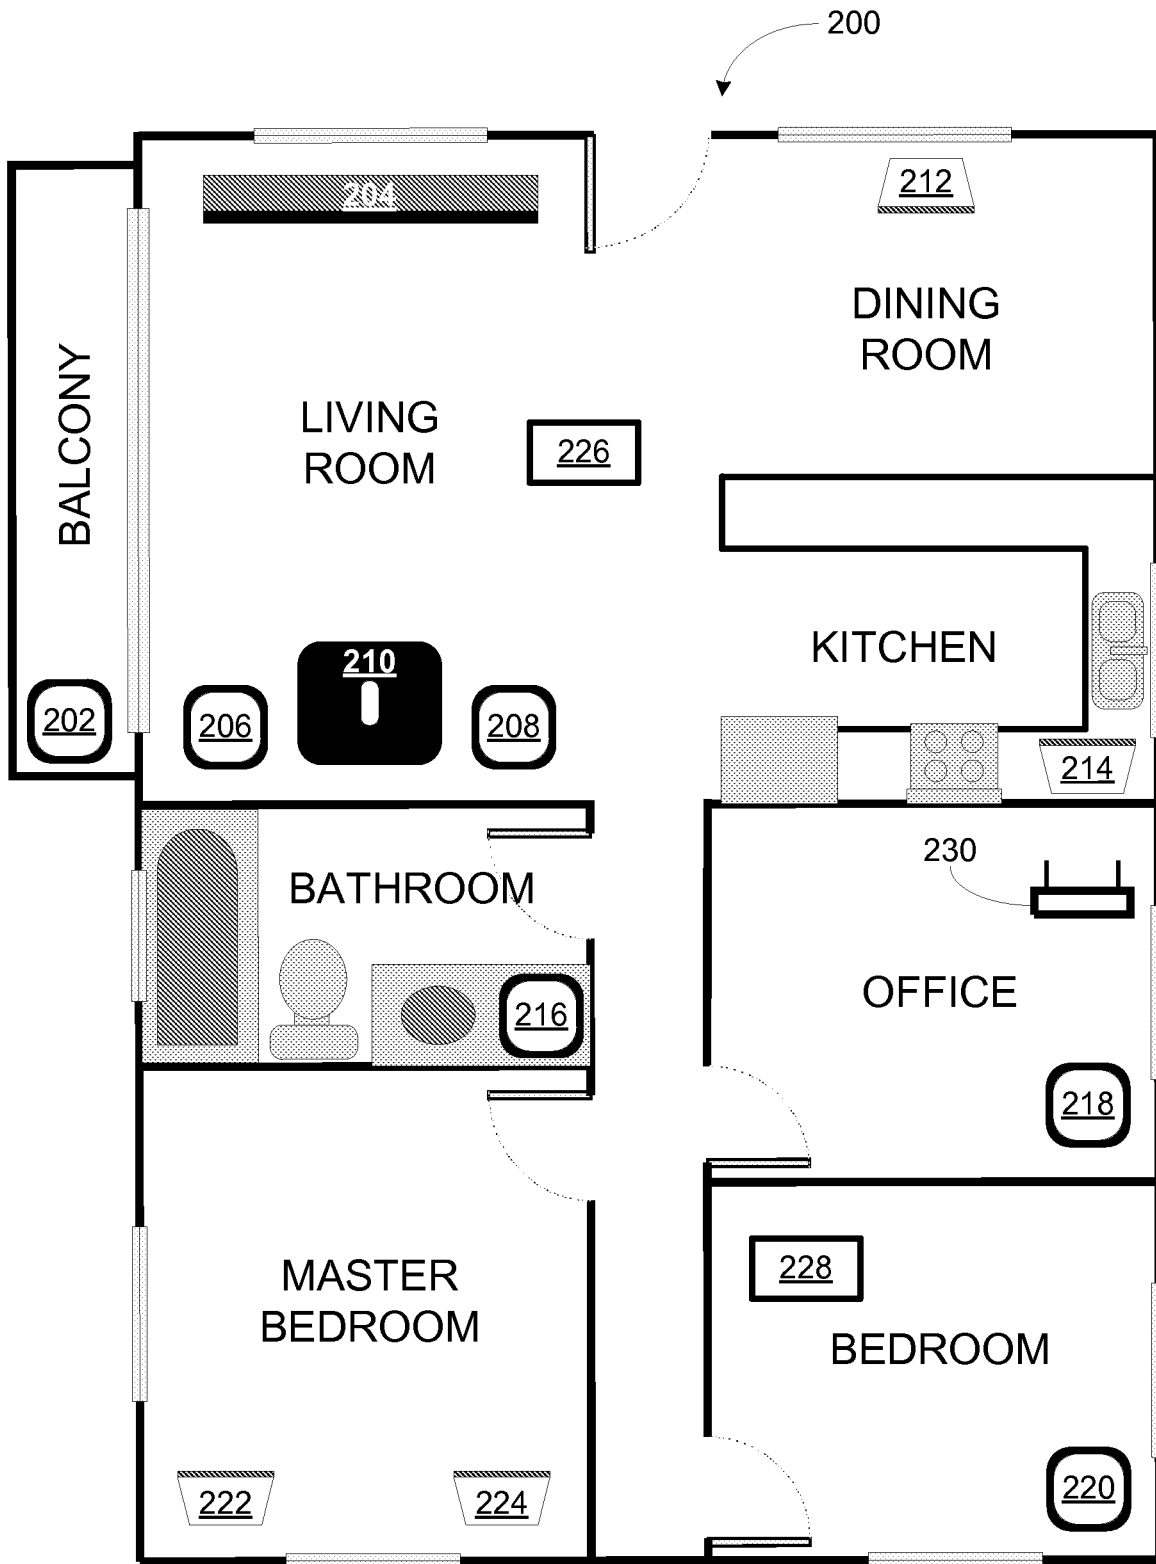 200
204
212
DINING
ROOM
BALCONY
LIVING
ROOM
226
KITCHEN
210
202
206
208
214
230
BATHROOM
OFFICE
216
218
MASTER
BEDROOM
228
BEDROOM
222
224
220